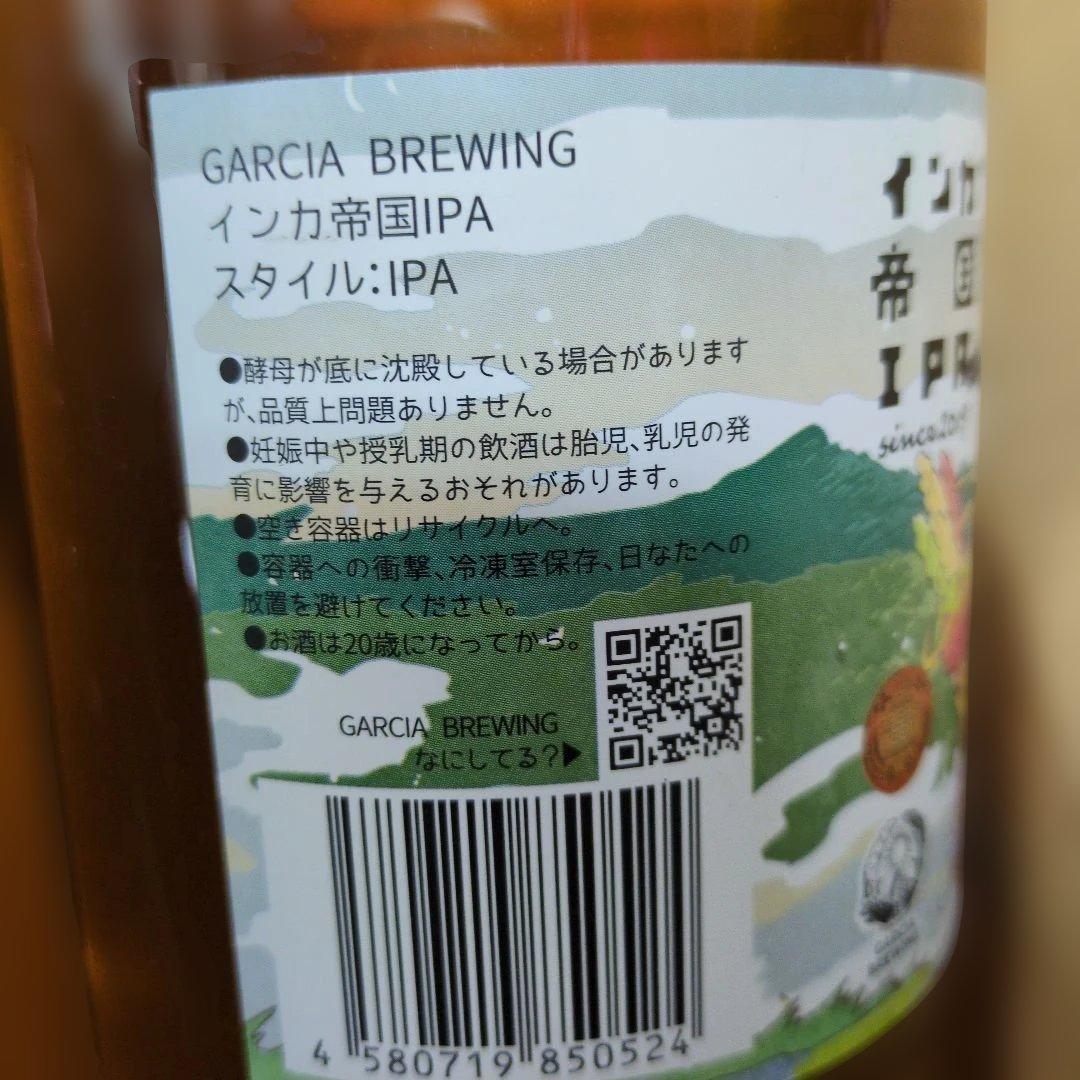 GARCIA BREWING
インカ帝国IPA
スタイル：IPA
●酵母が底に沈殿している場合があります
が、品質上問題ありません。
●妊娠中や授乳期の飲酒は胎児、乳児の発
育に影響を与えるおそれがあります。
●空き容器はリサイクルへ。
●容器への衝撃、冷凍室保存、日なたへの
放置を避けてください。
●お酒は20歳になってから。
GARCIA BREWING
なにしてる？▶
4 580719 850524
インカ
帝国
IPA